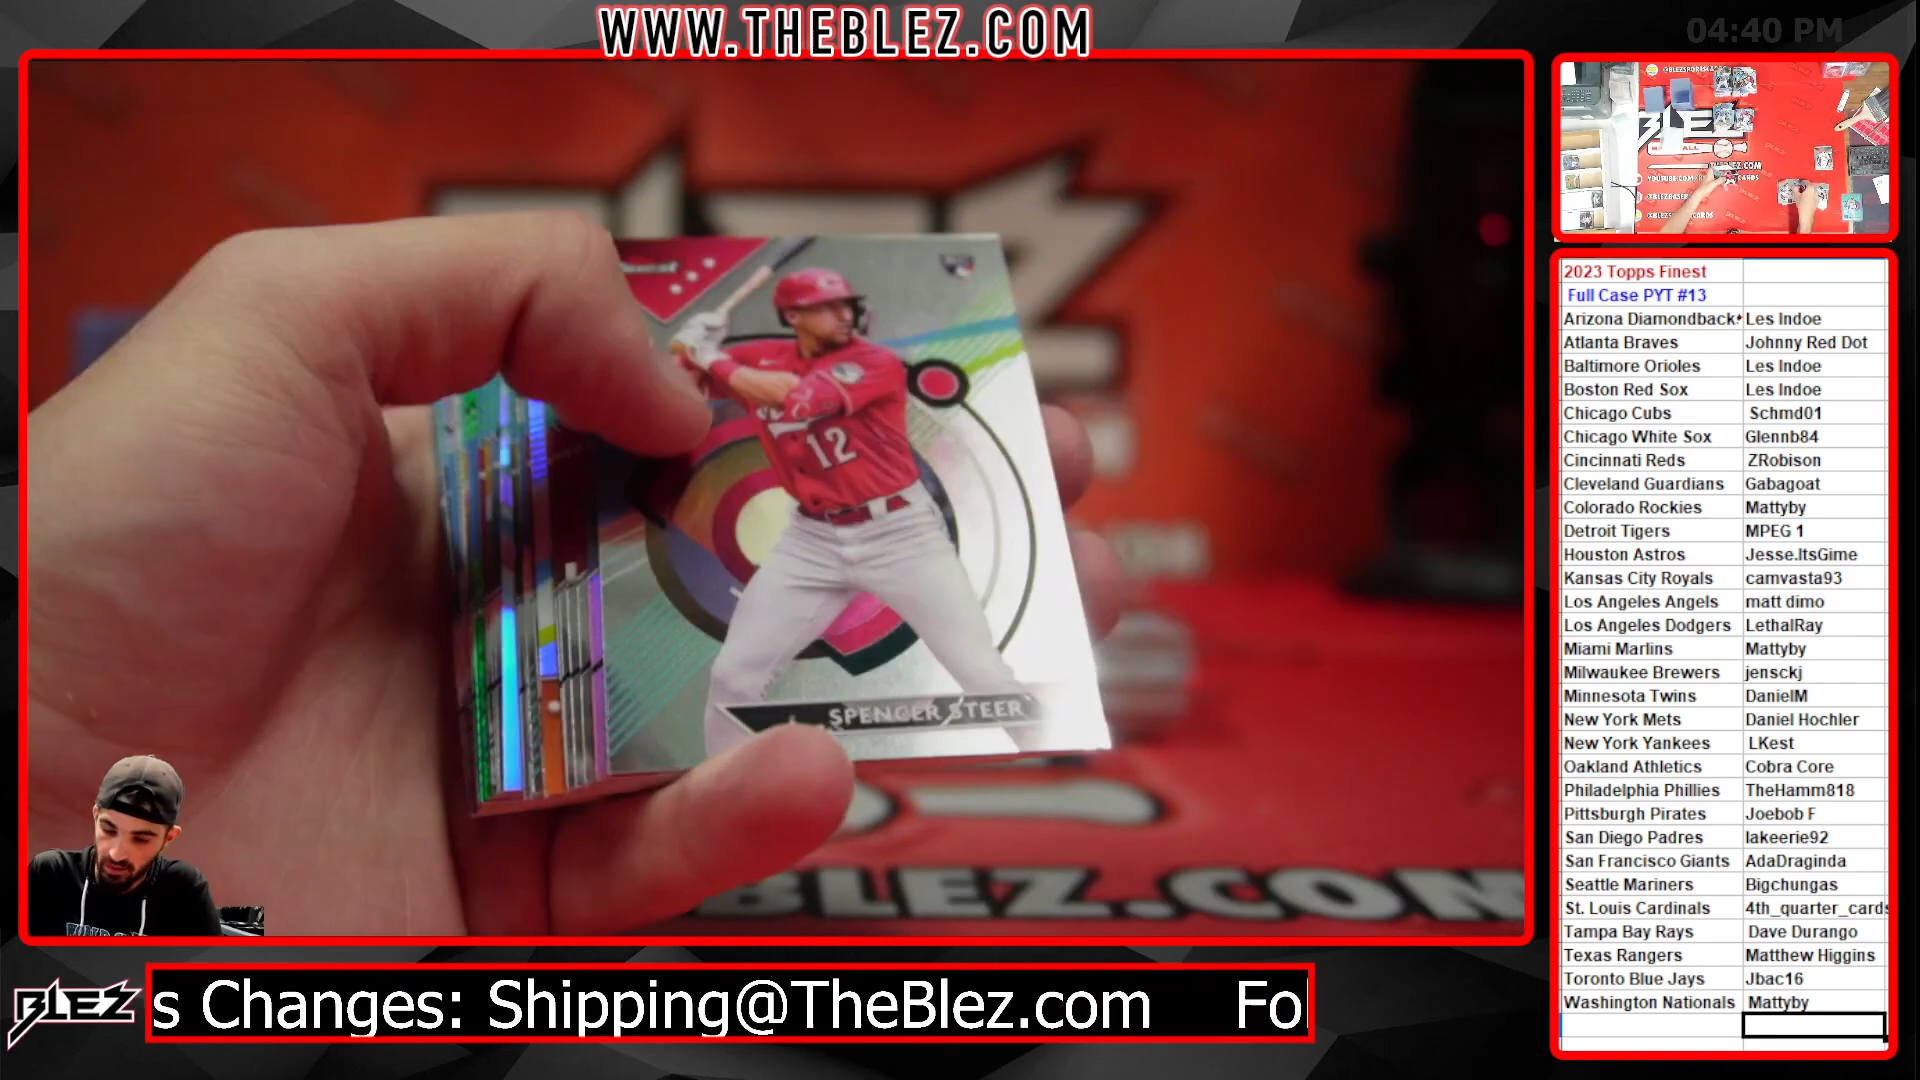 WWW.THEBLEZ.COM
04:40 PM
SPENCER STEER
12
BLEZ.COM
BLEZ
s Changes: Shipping@TheBlez.com Fol
2023 Topps Finest
Full Case PYT #13
Arizona Diamondback Les Indoe
Atlanta Braves Johnny Red Dot
Baltimore Orioles Les Indoe
Boston Red Sox Les Indoe
Chicago Cubs Schmd01
Chicago White Sox Glennb84
Cincinnati Reds ZRobison
Cleveland Guardians Gabagoat
Colorado Rockies Mattyby
Detroit Tigers MPEG 1
Houston Astros Jesse.ItsGime
Kansas City Royals camvasta93
Los Angeles Angels matt dimo
Los Angeles Dodgers LethalRay
Miami Marlins Mattyby
Milwaukee Brewers jensckj
Minnesota Twins DanielM
New York Mets Daniel Hochler
New York Yankees LKest
Oakland Athletics Cobra Core
Philadelphia Phillies TheHamm818
Pittsburgh Pirates Joebob F
San Diego Padres lakeerie92
San Francisco Giants AdaDraginda
Seattle Mariners Bigchungas
St. Louis Cardinals 4th_quarter_cards
Tampa Bay Rays Dave Durango
Texas Rangers Matthew Higgins
Toronto Blue Jays Jbac16
Washington Nationals Mattyby